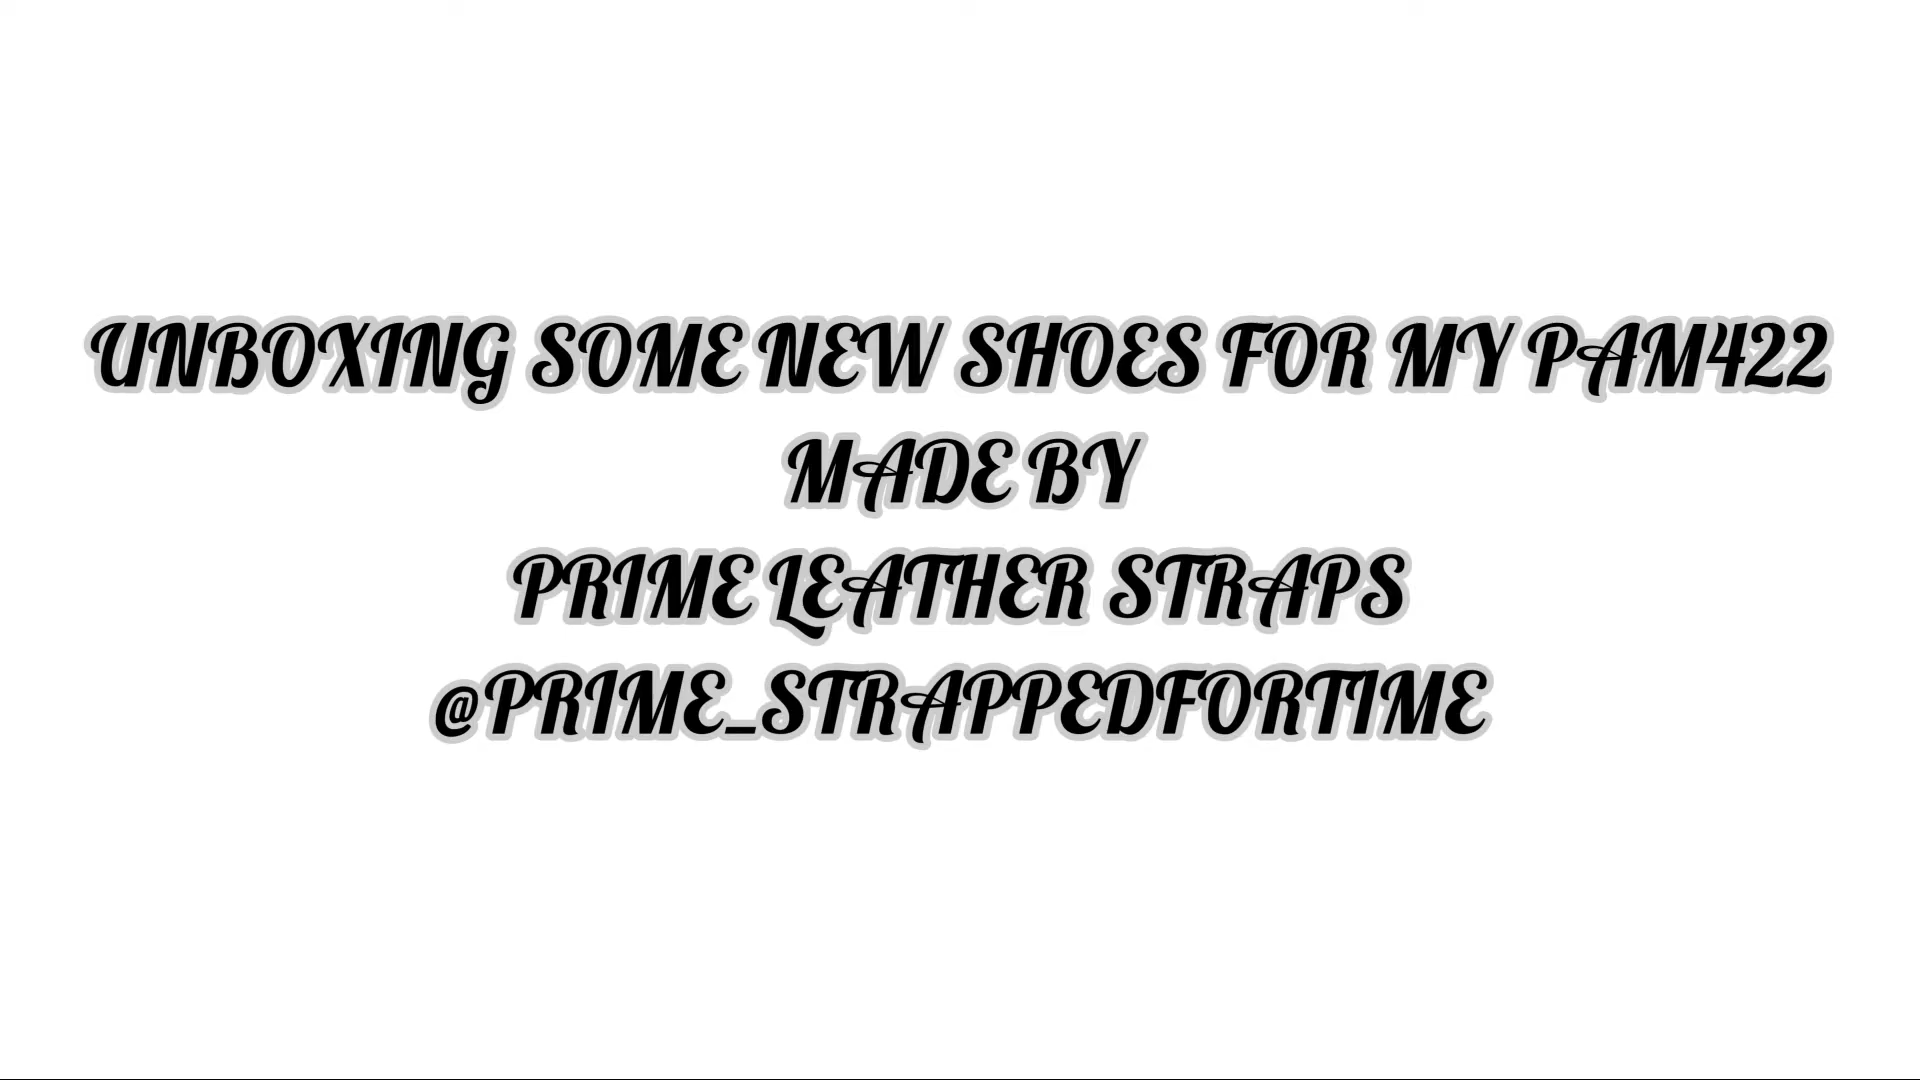 UNBOXING SOME NEW SHOES FOR MY PAM422
MADE BY
PRIME LEATHER STRAPS
@PRIME_STRAPPEDFORTIME